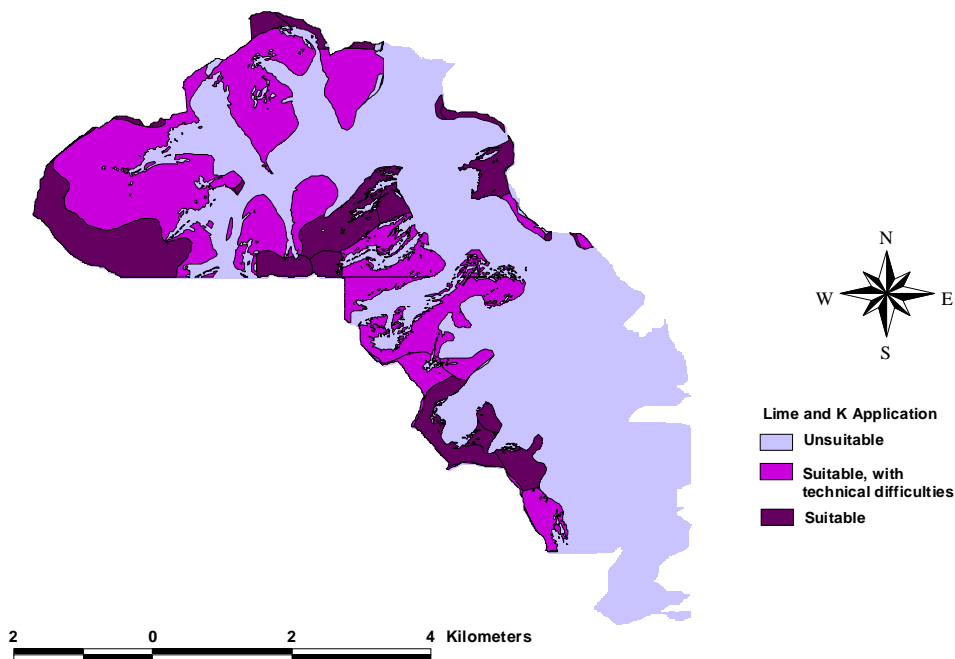 N
W E
S
Lime and K Application
Unsuitable
Suitable, with
technical difficulties
Suitable
2 0 2 4 Kilometers